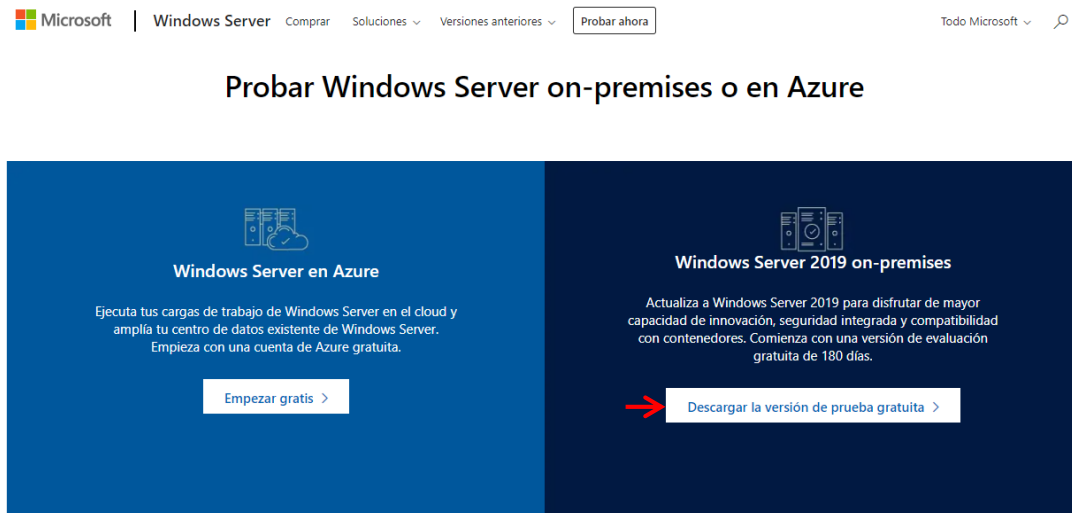 Microsoft Windows Server Comprar Soluciones Versiones anteriores Probar ahora Todo Microsoft
Probar Windows Server on-premises o en Azure
Windows Server en Azure
Ejecuta tus cargas de trabajo de Windows Server en el cloud y
amplía tu centro de datos existente de Windows Server.
Empieza con una cuenta de Azure gratuita.
Empezar gratis
Windows Server 2019 on-premises
Actualiza a Windows Server 2019 para disfrutar de mayor
capacidad de innovación, seguridad integrada y compatibilidad
con contenedores. Comienza con una versión de evaluación
gratuita de 180 días.
Descargar la versión de prueba gratuita